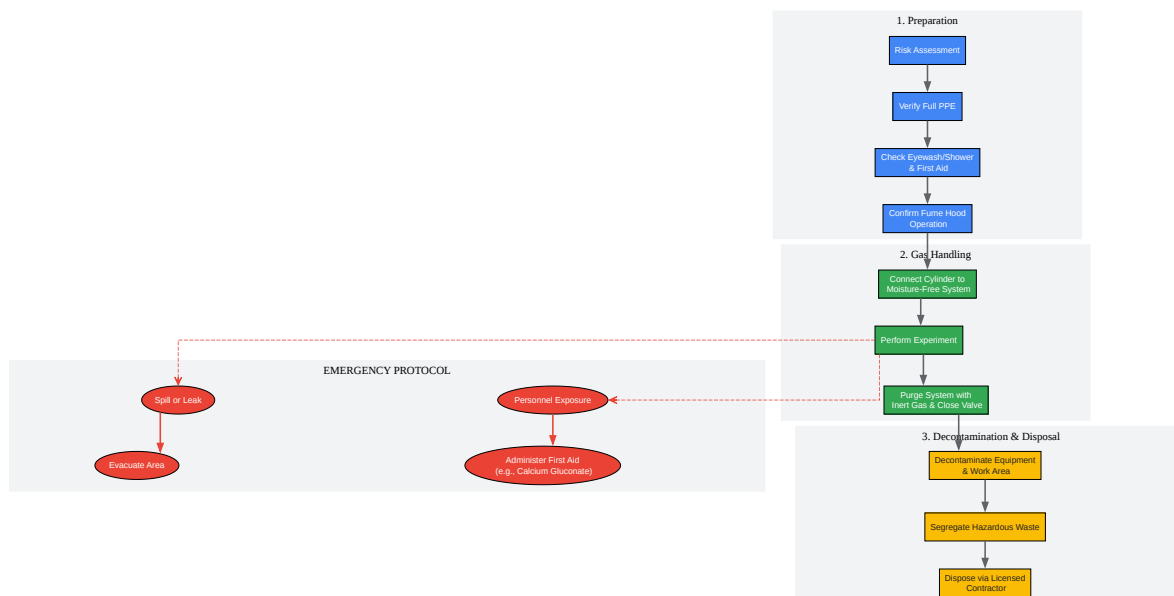 1. Preparation
Risk Assessment
Verify Full PPE
Check Eyewash/Shower
& First Aid
Confirm Fume Hood
Operation
2. Gas Handling
Connect Cylinder to
Moisture-Free System
Perform Experiment
Purge System with
Inert Gas & Close Valve
EMERGENCY PROTOCOL
Spill or Leak
Personnel Exposure
Evacuate Area
Administer First Aid
(e.g., Calcium Gluconate)
3. Decontamination & Disposal
Decontaminate Equipment
& Work Area
Segregate Hazardous Waste
Dispose via Licensed
Contractor